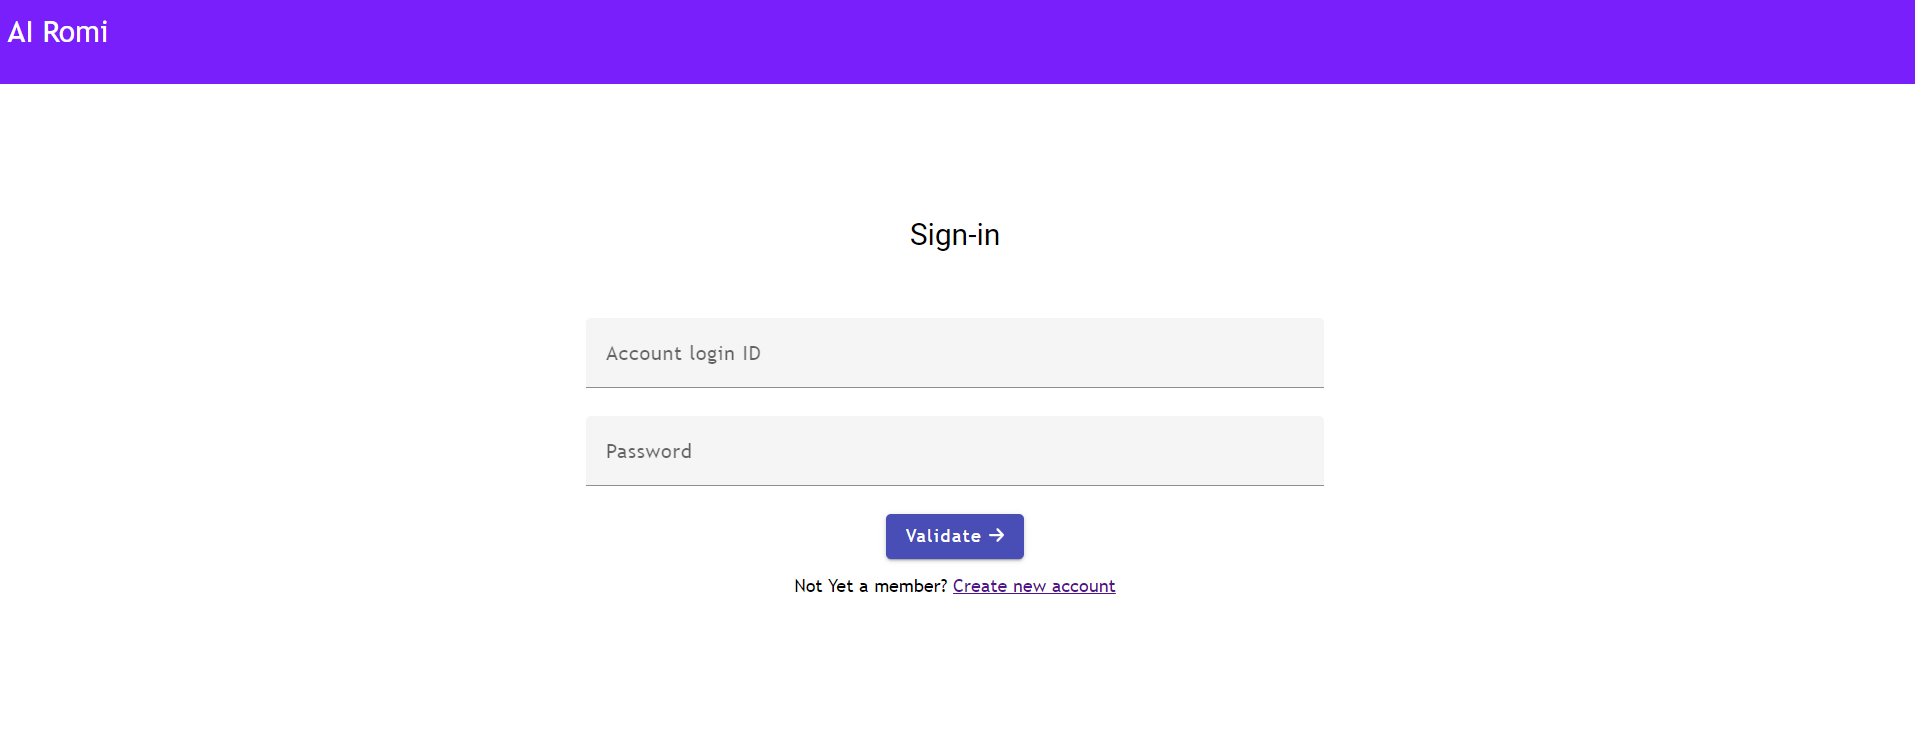 AI Romi
Sign-in
Account login ID
Password
Validate →
Not Yet a member? Create new account